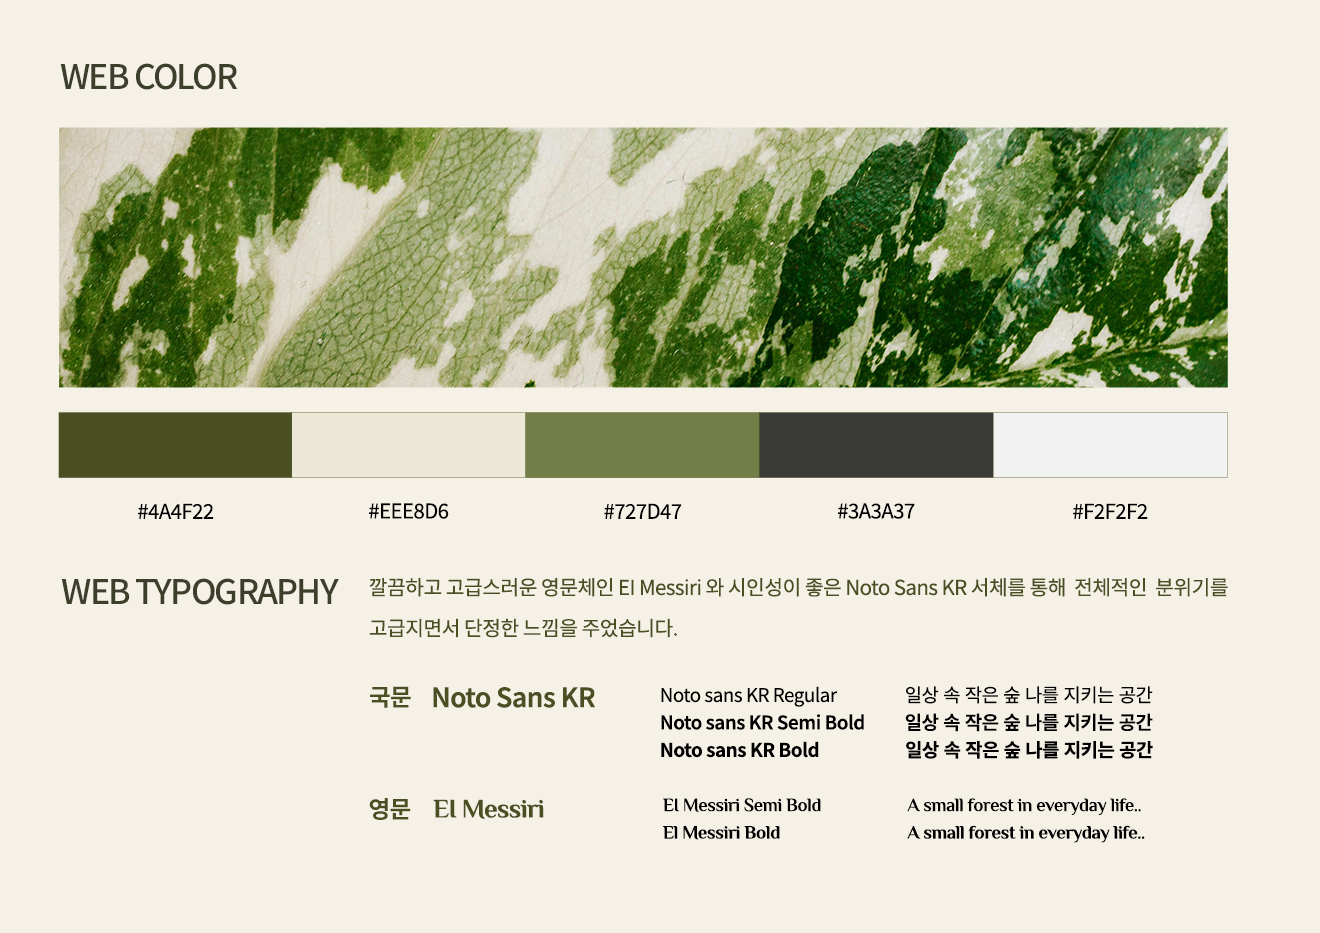 WEB COLOR
#4A4F22
#EEE8D6
#727D47
#3A3A37
#F2F2F2
WEB TYPOGRAPHY
깔끔하고 고급스러운 영문체인 El Messiri 와 시인성이 좋은 Noto Sans KR 서체를 통해 전체적인 분위기를
고급지면서 단정한 느낌을 주었습니다.
국문 Noto Sans KR
Noto sans KR Regular
일상 속 작은 숲 나를 지키는 공간
Noto sans KR Semi Bold
일상 속 작은 숲 나를 지키는 공간
Noto sans KR Bold
일상 속 작은 숲 나를 지키는 공간
영문 El Messiri
El Messiri Semi Bold
A small forest in everyday life..
El Messiri Bold
A small forest in everyday life..